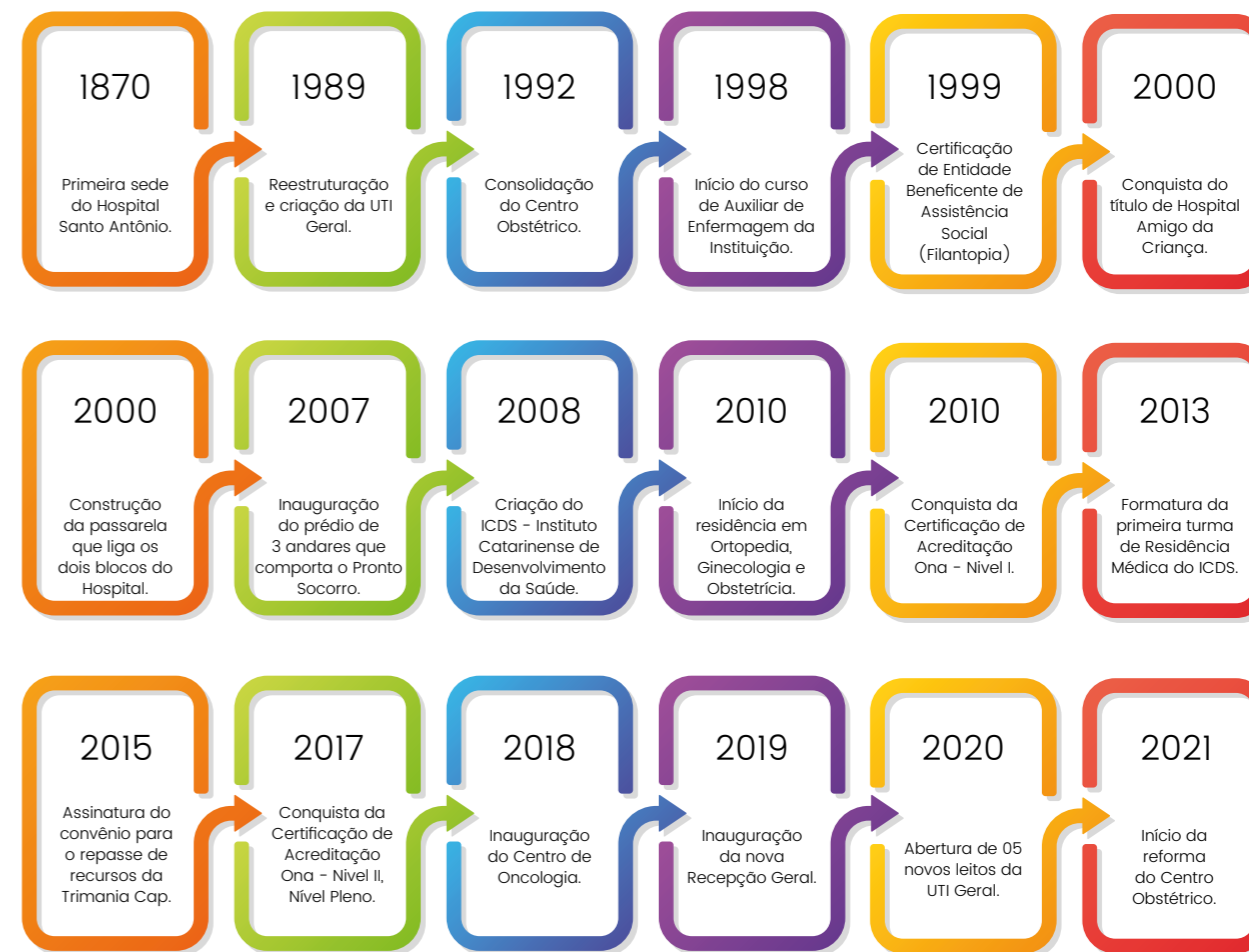 1870
Primeira sede
do Hospital
Santo Antônio.
1989
Reestruturação
e criação da UTI
Geral.
1992
Consolidação
do Centro
Obstétrico.
1998
Início do curso
de Auxiliar de
Enfermagem da
Instituição.
1999
Certificação
de Entidade
Beneficente de
Assistência
Social
(Filantopia)
2000
Conquista do
título de Hospital
Amigo da
Criança.
2000
Construção
da passarela
que liga os
dois blocos do
Hospital.
2007
Inauguração
do prédio de
3 andares que
comporta o Pronto
Socorro.
2008
Criação do
ICDS - Instituto
Catarinense de
Desenvolvimento
da Saúde.
2010
Início da
residência em
Ortopedia,
Ginecologia e
Obstetrícia.
2010
Conquista da
Certificação de
Acreditação
Ona - Nivel I.
2013
Formatura da
primeira turma
de Residência
Médica do ICDS.
2015
Assinatura do
convênio para
o repasse de
recursos da
Trimania Cap.
2017
Conquista da
Certificação de
Acreditação
Ona - Nivel II,
Nível Pleno.
2018
Inauguração
do Centro de
Oncologia.
2019
Inauguração
da nova
Recepção Geral.
2020
Abertura de 05
novos leitos da
UTI Geral.
2021
Início da
reforma
do Centro
Obstétrico.